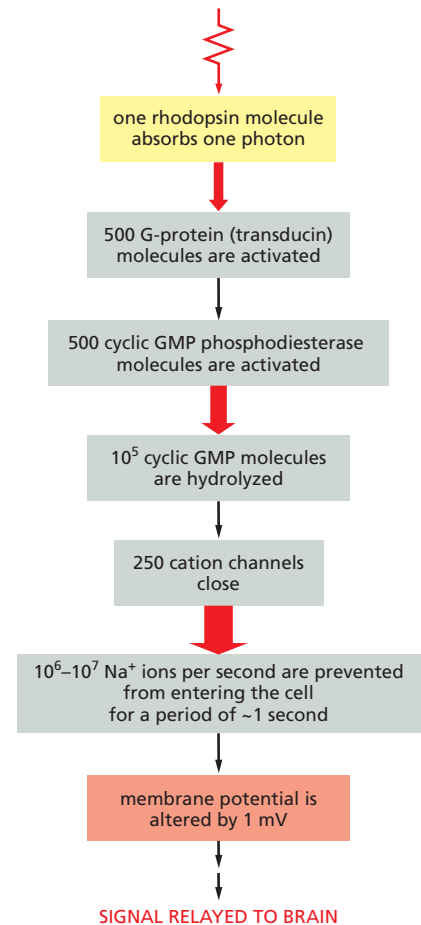 one rhodopsin molecule
absorbs one photon
500 G-protein (transducin)
molecules are activated
500 cyclic GMP phosphodiesterase
molecules are activated
10⁵ cyclic GMP molecules
are hydrolyzed
250 cation channels
close
10⁶–10⁷ Na⁺ ions per second are prevented
from entering the cell
for a period of ~1 second
membrane potential is
altered by 1 mV
SIGNAL RELAYED TO BRAIN